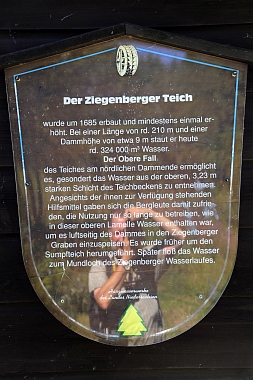 Der Ziegenberger Teich
wurde um 1685 erbaut und mindestens einmal er-
höht. Bei einer Länge von rd. 210 m und einer
Dammhöhe von etwa 9 m staut er heute
rd. 324 000 m³ Wasser.
Der Obere Fall
des Teiches am nördlichen Dammende ermöglicht
es, gesondert das Wasser aus der oberen, 3,23 m
starken Schicht des Teichbeckens zu entnehmen.
Angesichts der ihnen zur Verfügung stehenden
Hilfsmittel gaben sich die Bergleute damit zufrie-
den, die Nutzung nur so lange zu betreiben, wie
in dieser oberen Lamelle Wasser enthalten war,
um es luftseitig des Dammes in den Ziegenberger
Graben einzuspeisen. Es wurde früher um den
Sumpfteich herumgeführt. Später floß das Wasser
zum Mundloch des Ziegenberger Wasserlaufes.
Harzwasserwerke
des Landes Niedersachsen